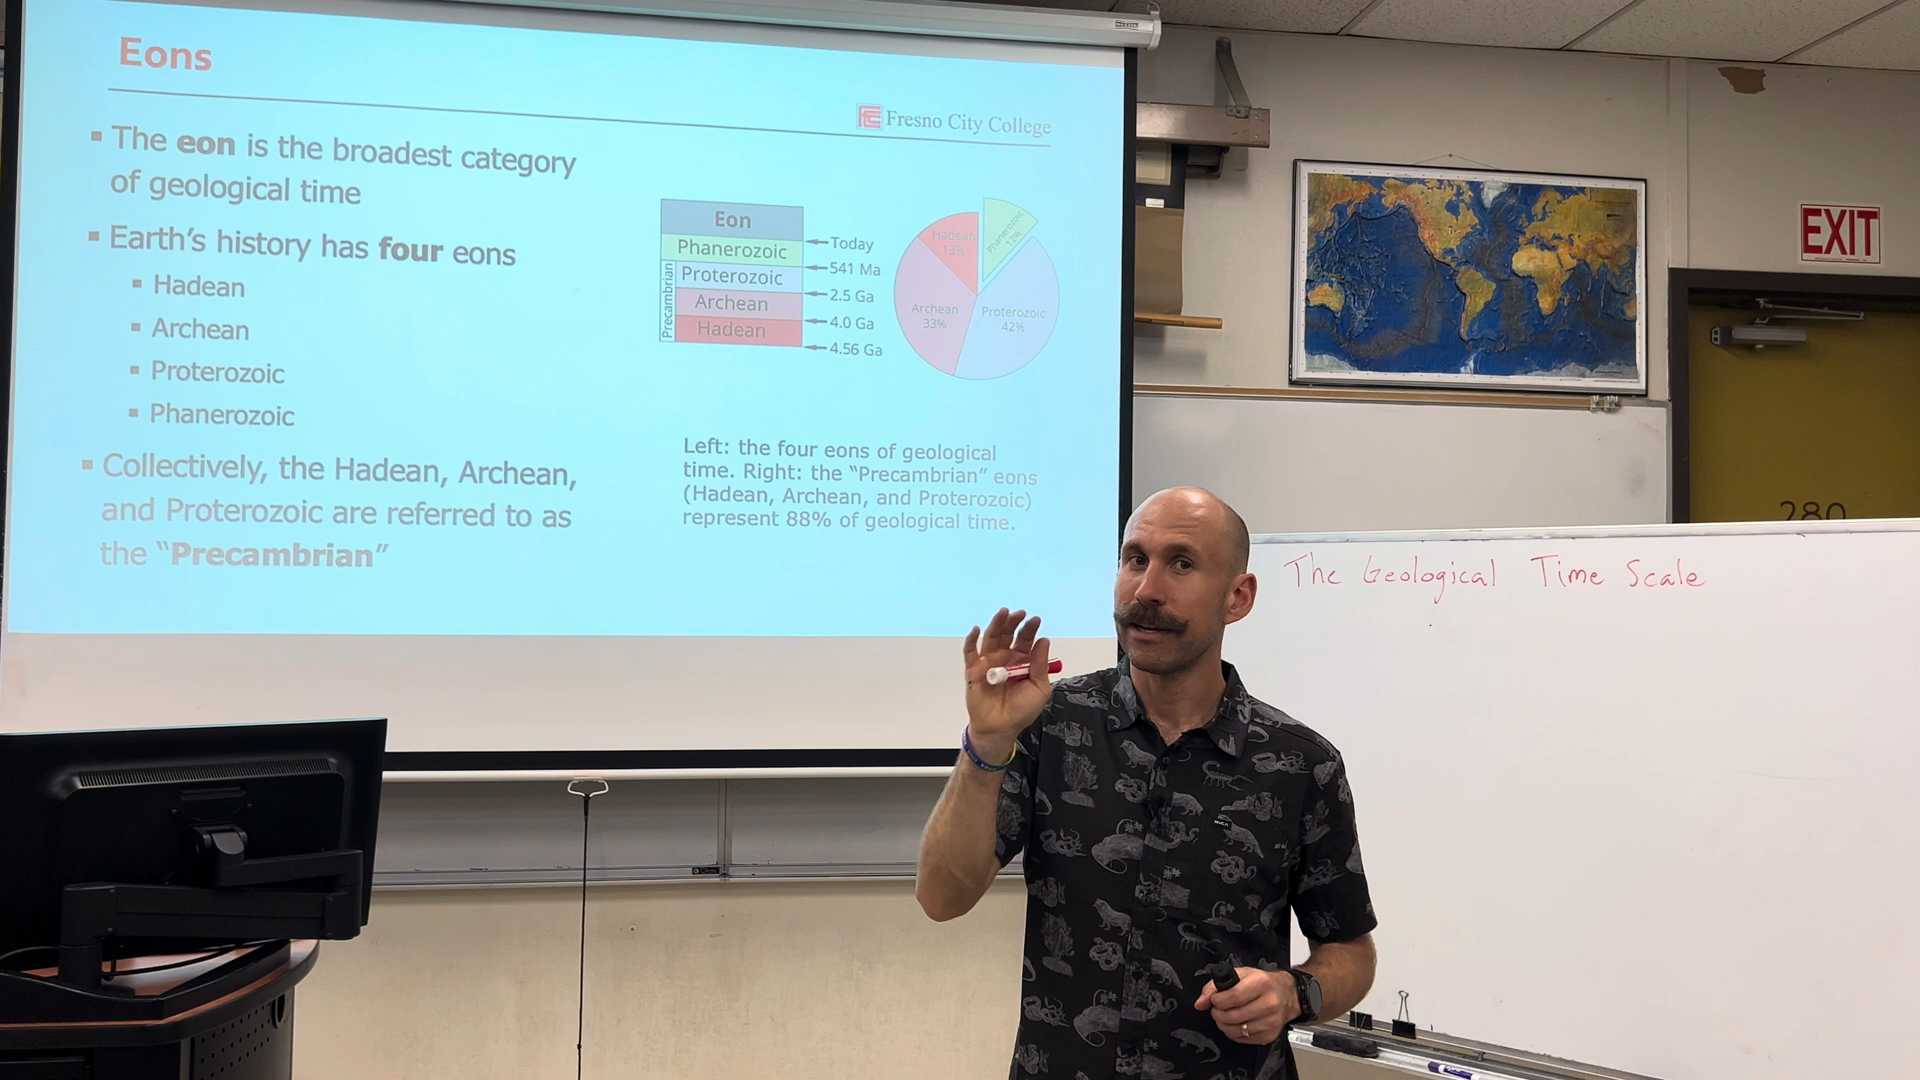 Eons
Fresno City College
▪ The eon is the broadest category
of geological time
▪ Earth's history has four eons
▪ Hadean
▪ Archean
▪ Proterozoic
▪ Phanerozoic
▪ Collectively, the Hadean, Archean,
and Proterozoic are referred to as
the “Precambrian”
Eon
Phanerozoic
Proterozoic
Archean
Hadean
Precambrian
Today
541 Ma
2.5 Ga
4.0 Ga
4.56 Ga
Hadean
13%
Phanerozoic
12%
Archean
33%
Proterozoic
42%
Left: the four eons of geological
time. Right: the “Precambrian” eons
(Hadean, Archean, and Proterozoic)
represent 88% of geological time.
EXIT
280
The Geological Time Scale
RVCA